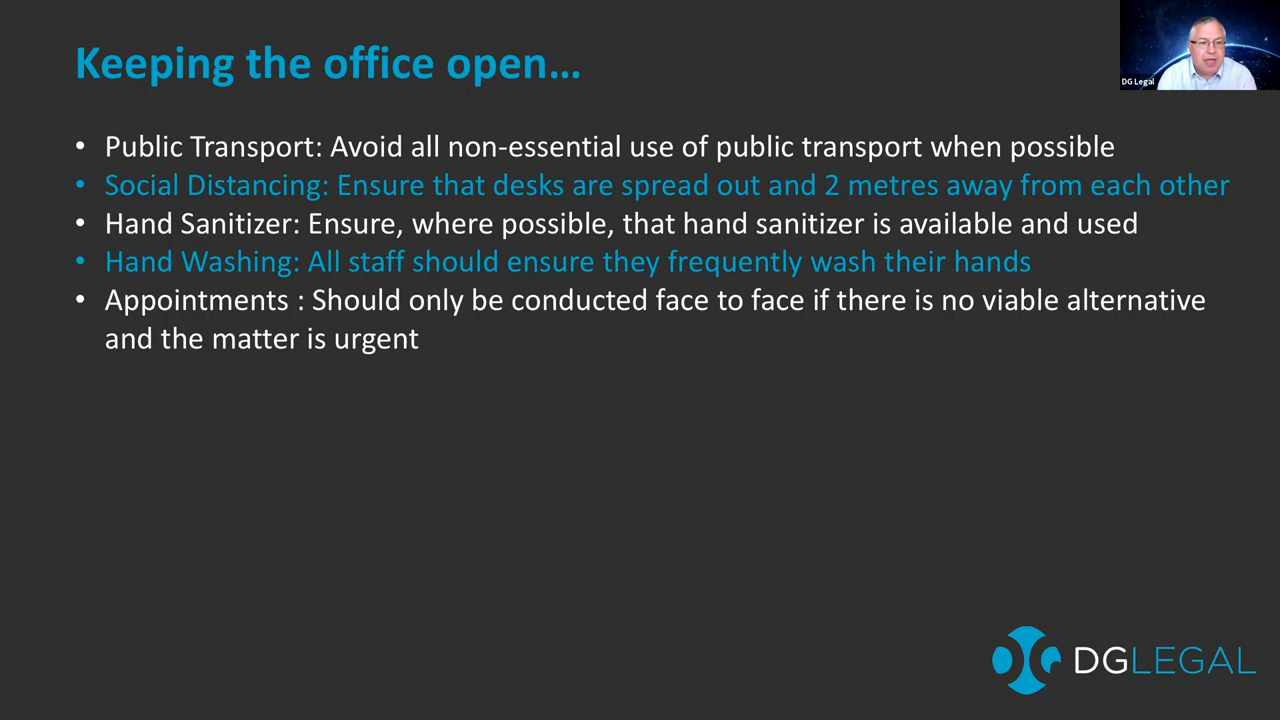 Keeping the office open...
DG Legal
• Public Transport: Avoid all non-essential use of public transport when possible
• Social Distancing: Ensure that desks are spread out and 2 metres away from each other
• Hand Sanitizer: Ensure, where possible, that hand sanitizer is available and used
• Hand Washing: All staff should ensure they frequently wash their hands
• Appointments : Should only be conducted face to face if there is no viable alternative
and the matter is urgent
DGLEGAL